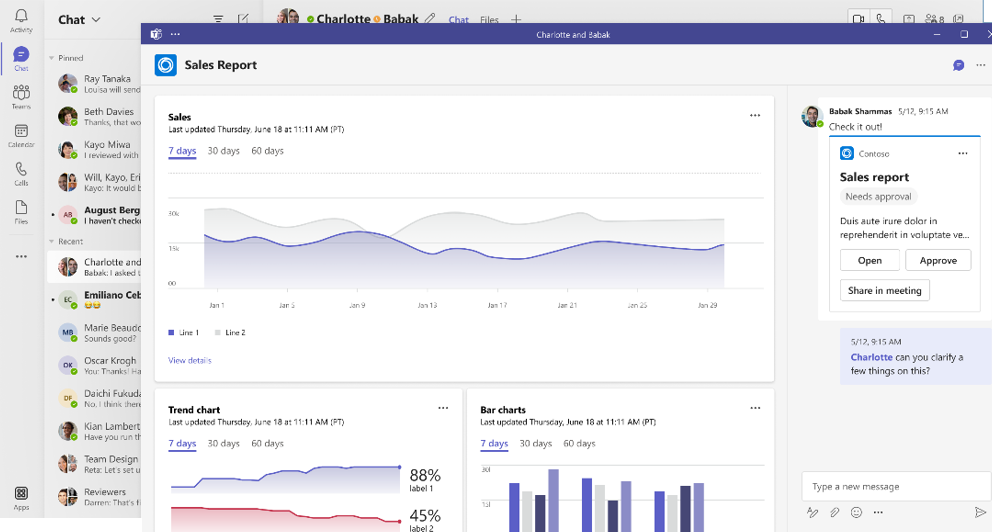 Activity
Chat
Teams
Calendar
Calls
Files
Apps
Chat
Charlotte
Babak
Chat
Files
8
Pinned
Ray Tanaka
Louisa will send
Beth Davies
Thanks, that wo
Kayo Miwa
I reviewed with
Will, Kayo, Eri
Kayo: It would b
AB
August Berg
I haven't checke
Recent
Charlotte and
Babak: I asked t
EC
Emiliano Ceb
MB
Marie Beaudo
Sounds good?
OK
Oscar Krogh
You: Thanks! Ha
DF
Daichi Fukuda
No, I think there
Kian Lambert
Have you run th
Team Design
Reta: Let's set u
Reviewers
Darren: That's fi
Charlotte and Babak
Sales Report
Sales
Last updated Thursday, June 18 at 11:11 AM (PT)
7 days 30 days 60 days
30k
15k
00
Jan 1 Jan 5 Jan 9 Jan 13 Jan 17 Jan 21 Jan 25 Jan 29
Line 1 Line 2
View details
Trend chart
Last updated Thursday, June 18 at 11:11 AM (PT)
7 days 30 days 60 days
88%
label 1
45%
label 2
Bar charts
Last updated Thursday, June 18 at 11:11 AM (PT)
7 days 30 days 60 days
Babak Shammas 5/12, 9:15 AM
Check it out!
Contoso
Sales report
Needs approval
Duis aute irure dolor in
reprehenderit in voluptate ve...
Open Approve
Share in meeting
5/12, 9:15 AM
Charlotte can you clarify a
few things on this?
Type a new message